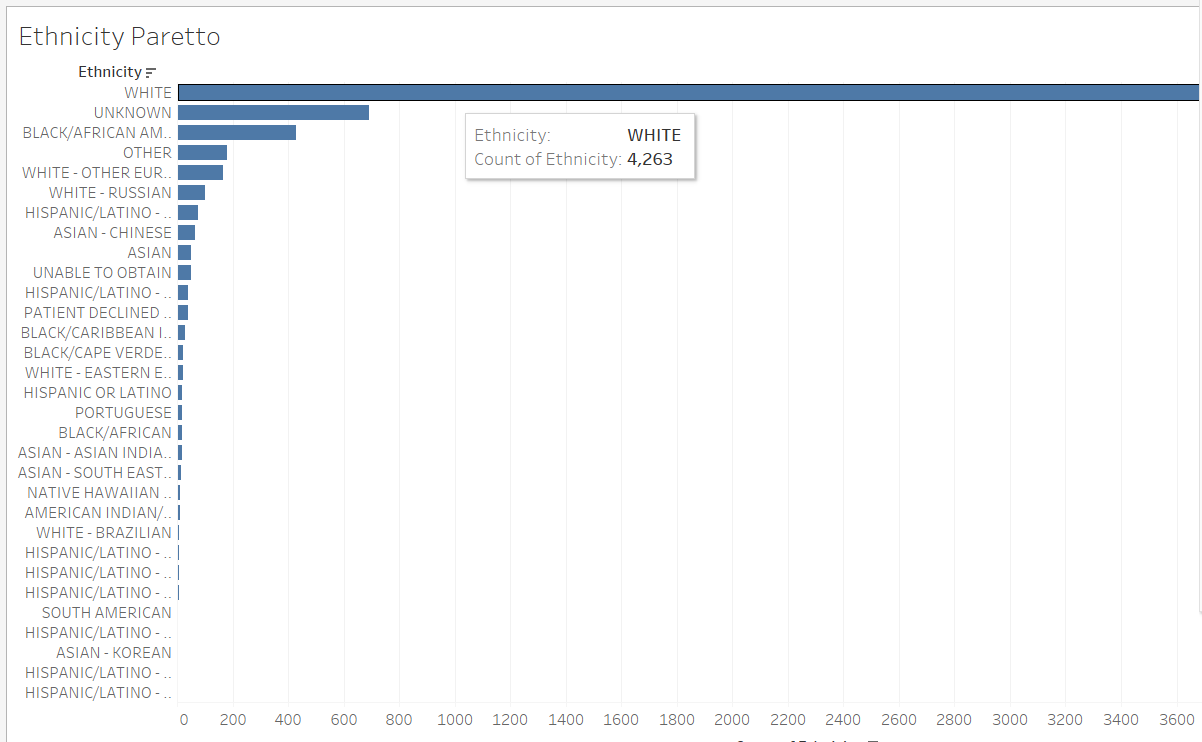 Ethnicity Paretto
Ethnicity
WHITE
UNKNOWN
BLACK/AFRICAN AM..
OTHER
WHITE - OTHER EUR..
WHITE - RUSSIAN
HISPANIC/LATINO - ..
ASIAN - CHINESE
ASIAN
UNABLE TO OBTAIN
HISPANIC/LATINO - ..
PATIENT DECLINED ..
BLACK/CARIBBEAN I..
BLACK/CAPE VERDE..
WHITE - EASTERN E..
HISPANIC OR LATINO
PORTUGUESE
BLACK/AFRICAN
ASIAN - ASIAN INDIA..
ASIAN - SOUTH EAST..
NATIVE HAWAIIAN ..
AMERICAN INDIAN/..
WHITE - BRAZILIAN
HISPANIC/LATINO - ..
HISPANIC/LATINO - ..
HISPANIC/LATINO - ..
SOUTH AMERICAN
HISPANIC/LATINO - ..
ASIAN - KOREAN
HISPANIC/LATINO - ..
HISPANIC/LATINO - ..
Ethnicity: WHITE
Count of Ethnicity: 4,263
0 200 400 600 800 1000 1200 1400 1600 1800 2000 2200 2400 2600 2800 3000 3200 3400 3600